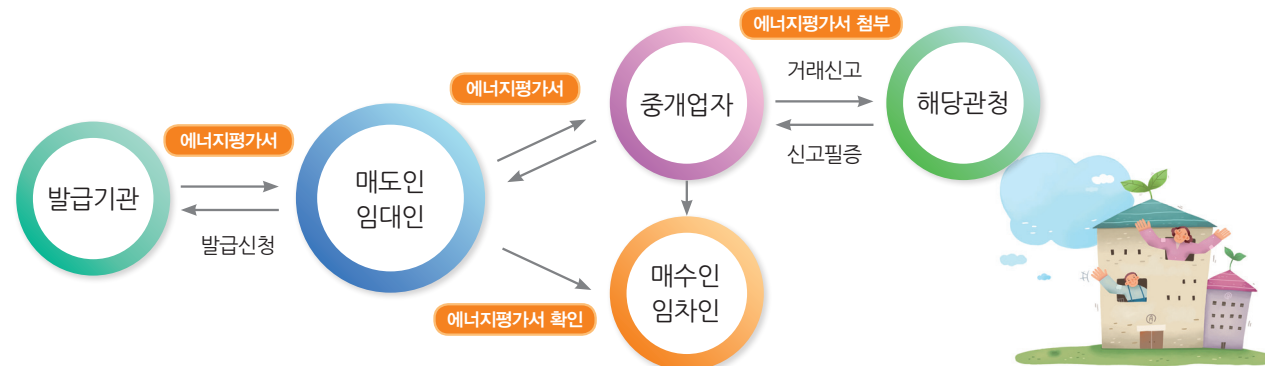 에너지평가서 첨부
거래신고
중개업자
해당관청
신고필증
에너지평가서
에너지평가서
발급기관
발급신청
매도인
임대인
매수인
임차인
에너지평가서 확인